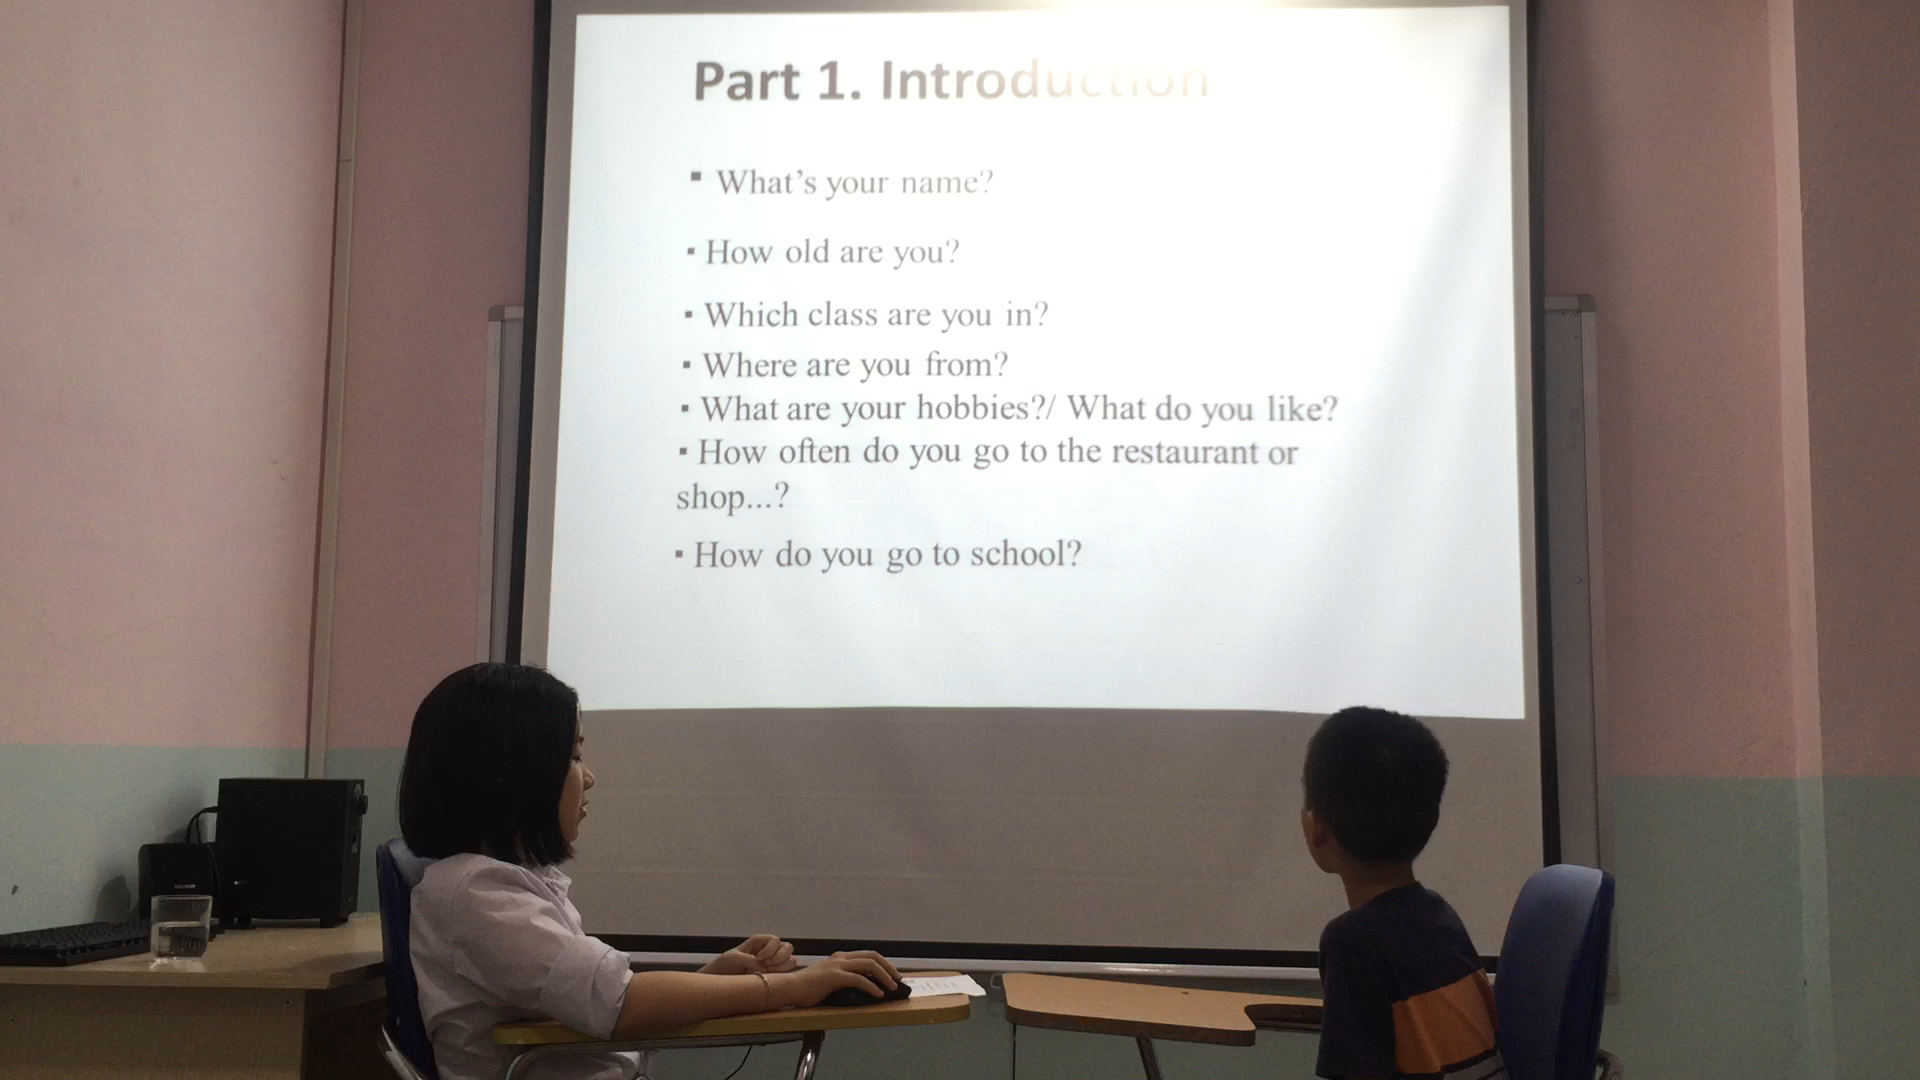 Part 1. Introduction
▪ What's your name?
▪ How old are you?
▪ Which class are you in?
▪ Where are you from?
▪ What are your hobbies?/ What do you like?
▪ How often do you go to the restaurant or
shop...?
▪ How do you go to school?